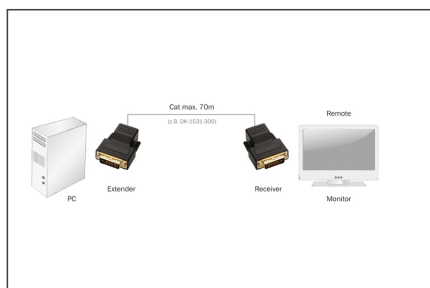 Cat max. 70m
(z.B. DK-1531-300)
Remote
PC
Extender
Receiver
Monitor